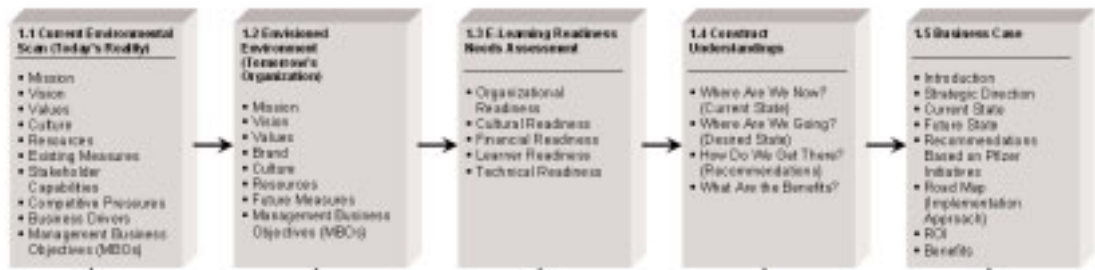 1.1 Current Environmental
Scan (Today's Reality)
• Mission
• Vision
• Values
• Culture
• Resources
• Existing Measures
• Stakeholder
Capabilities
• Competitive Pressures
• Business Drivers
• Management Business
Objectives (MBOs)
1.2 Envisioned
Environment
(Tomorrow's
Organization)
• Mission
• Vision
• Values
• Brand
• Culture
• Resources
• Future Measures
• Management Business
Objectives (MBOs)
1.3 E-Learning Readiness
Needs Assessment
• Organizational
Readiness
• Cultural Readiness
• Financial Readiness
• Learner Readiness
• Technical Readiness
1.4 Construct
Understandings
• Where Are We Now?
(Current State)
• Where Are We Going?
(Desired State)
• How Do We Get There?
(Recommendations)
• What Are the Benefits?
1.5 Business Case
• Introduction
• Strategic Direction
• Current State
• Future State
• Recommendations
Based on Pfizer
Initiatives
• Road Map
(Implementation
Approach)
• ROI
• Benefits